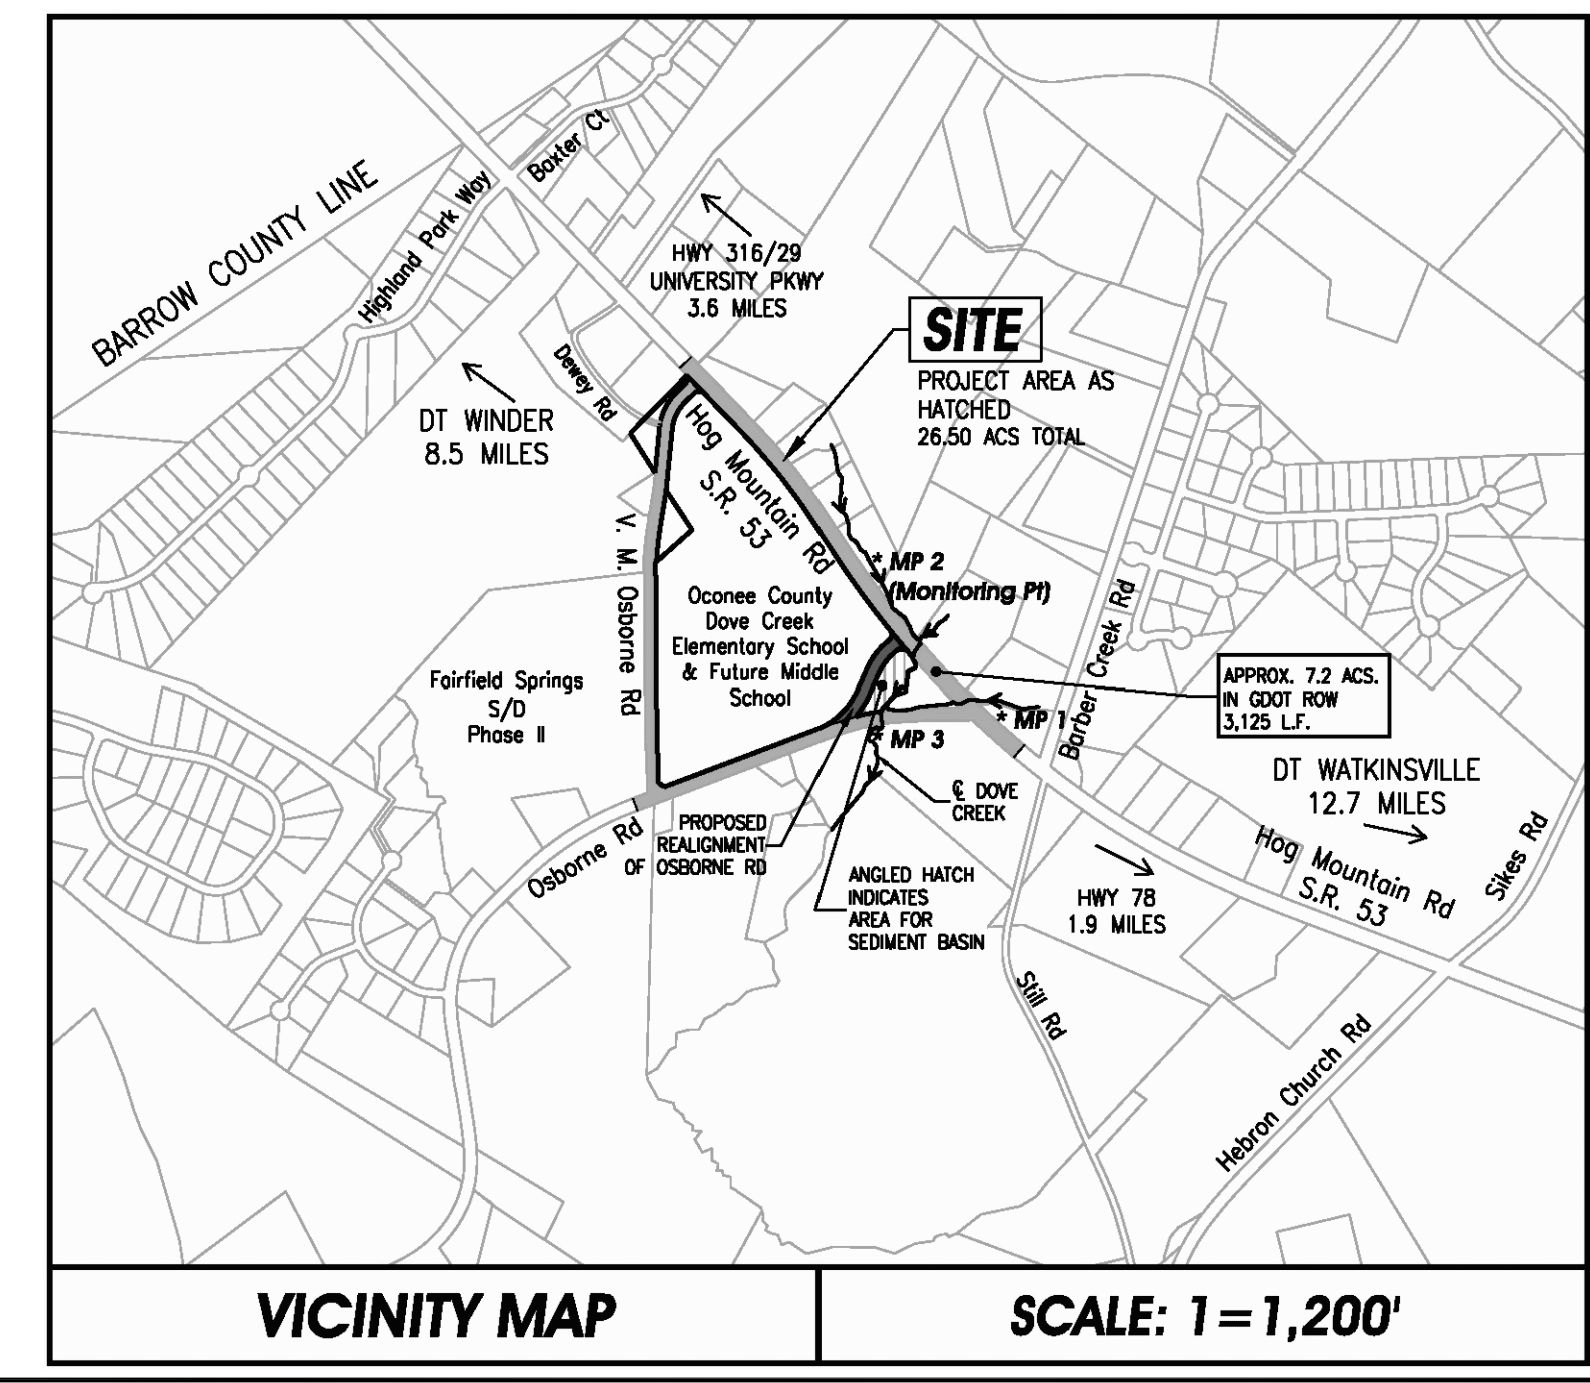 BARROW COUNTY LINE
Highland Park Way
Baxter Ct
HWY 316/29
UNIVERSITY PKWY
3.6 MILES
SITE
PROJECT AREA AS
HATCHED
26.50 ACS TOTAL
Dewey Rd
DT WINDER
8.5 MILES
Hog Mountain Rd
S.R. 53
V. M. Osborne Rd
* MP 2
(Monitoring Pt)
Oconee County
Dove Creek
Elementary School
& Future Middle
School
Fairfield Springs
S/D
Phase II
Barber Creek Rd
APPROX. 7.2 ACS.
IN GDOT ROW
3,125 L.F.
* MP 1
* MP 3
DT WATKINSVILLE
12.7 MILES
℄ DOVE
CREEK
PROPOSED
REALIGNMENT
OF OSBORNE RD
Osborne Rd
ANGLED HATCH
INDICATES
AREA FOR
SEDIMENT BASIN
HWY 78
1.9 MILES
Hog Mountain Rd
S.R. 53
Sikes Rd
Still Rd
Hebron Church Rd
VICINITY MAP
SCALE: 1=1,200'